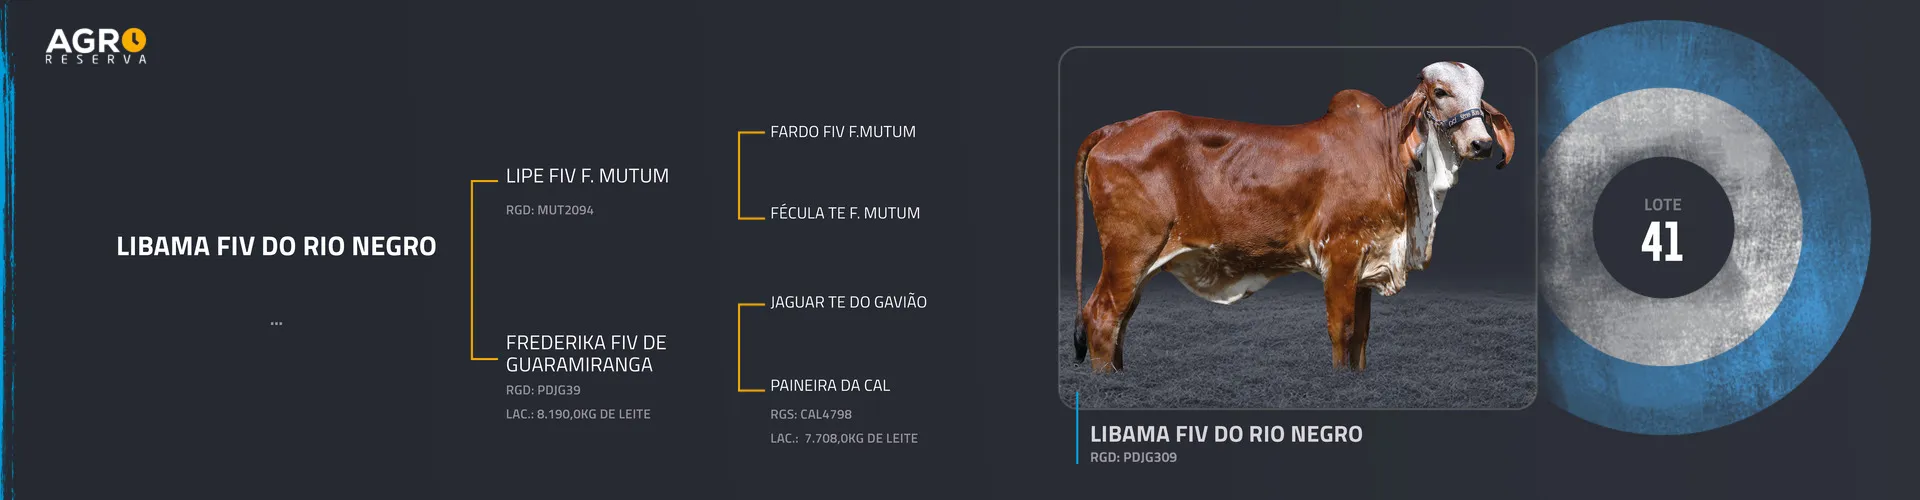 AGRO
RESERVA
LIBAMA FIV DO RIO NEGRO
...
LIPE FIV F. MUTUM
RGD: MUT2094
FREDERIKA FIV DE
GUARAMIRANGA
RGD: PDJG39
LAC.: 8.190,0KG DE LEITE
FARDO FIV F.MUTUM
FÉCULA TE F. MUTUM
JAGUAR TE DO GAVIÃO
PAINEIRA DA CAL
RGS: CAL4798
LAC.: 7.708,0KG DE LEITE
LIBAMA FIV DO RIO NEGRO
RGD: PDJG309
LOTE
41